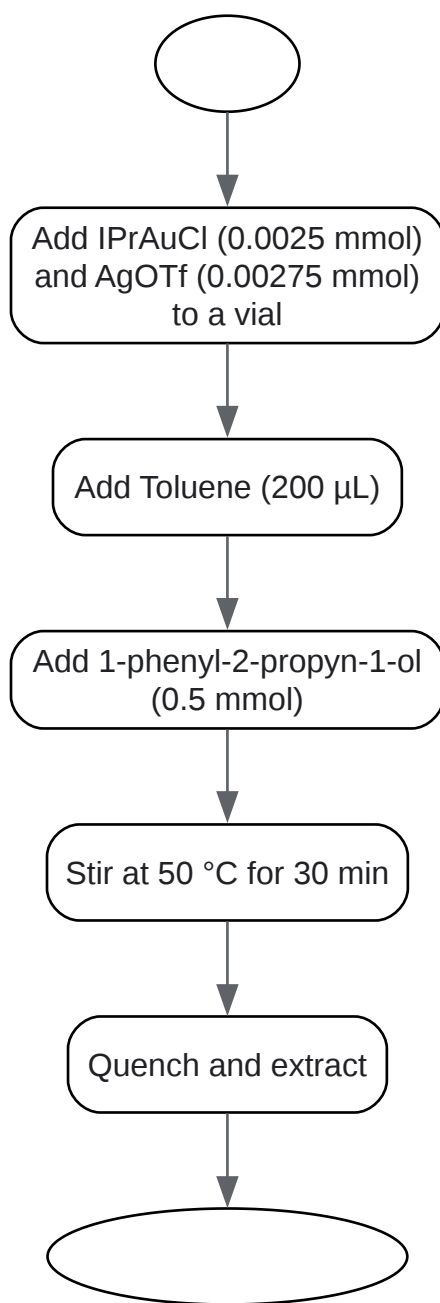 Add IPrAuCl (0.0025 mmol)
and AgOTf (0.00275 mmol)
to a vial
Add Toluene (200 µL)
Add 1-phenyl-2-propyn-1-ol
(0.5 mmol)
Stir at 50 °C for 30 min
Quench and extract